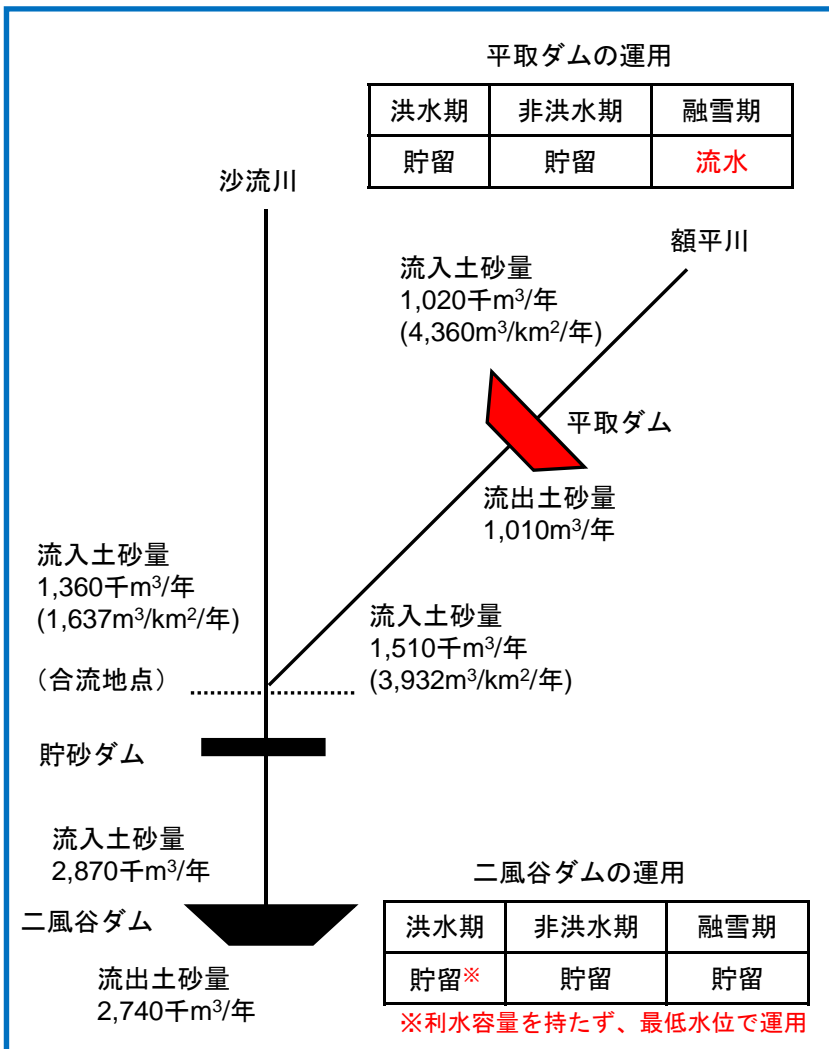 平取ダムの運用
洪水期 非洪水期 融雪期
貯留 貯留 流水
沙流川
額平川
流入土砂量
1,020千m³/年
(4,360m³/km²/年)
平取ダム
流出土砂量
1,010m³/年
流入土砂量
1,360千m³/年
(1,637m³/km²/年)
流入土砂量
1,510千m³/年
(3,932m³/km²/年)
（合流地点）
貯砂ダム
流入土砂量
2,870千m³/年
二風谷ダム
流出土砂量
2,740千m³/年
二風谷ダムの運用
洪水期 非洪水期 融雪期
貯留※ 貯留 貯留
※利水容量を持たず、最低水位で運用